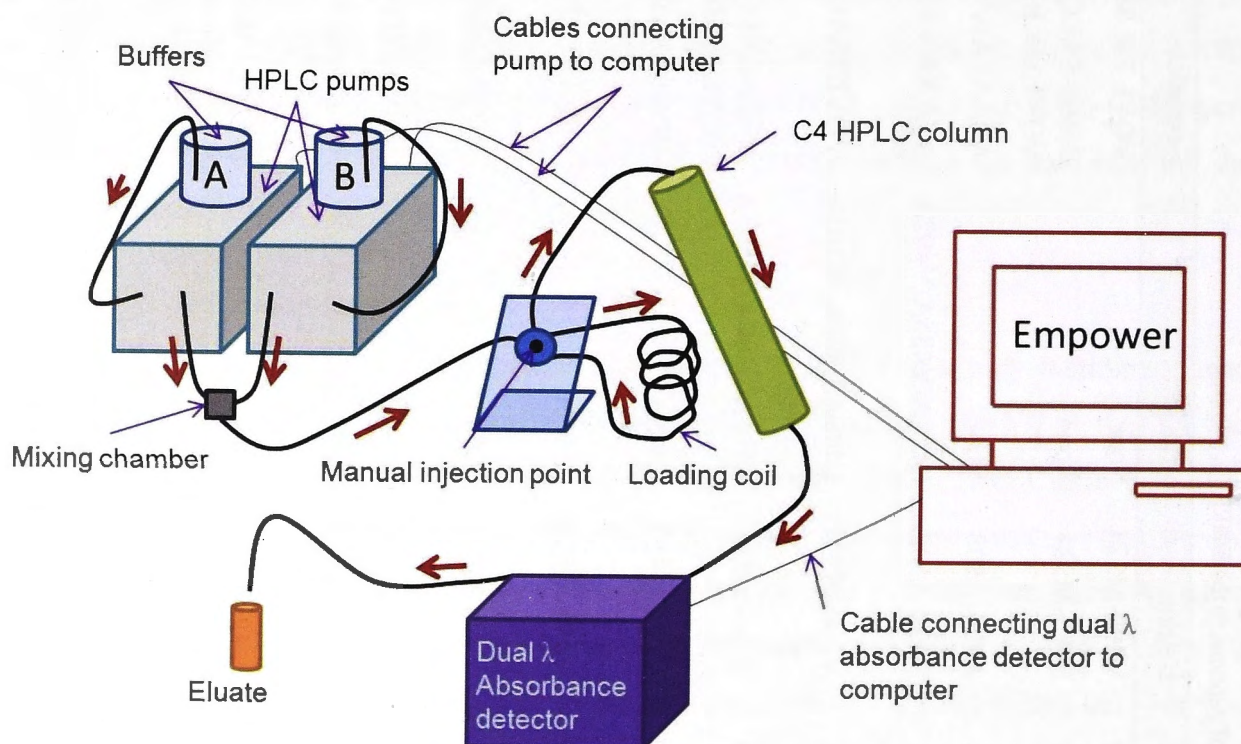 Buffers
HPLC pumps
Cables connecting
pump to computer
C4 HPLC column
A
B
Empower
Mixing chamber
Manual injection point
Loading coil
Dual λ
Absorbance
detector
Eluate
Cable connecting dual λ
absorbance detector to
computer